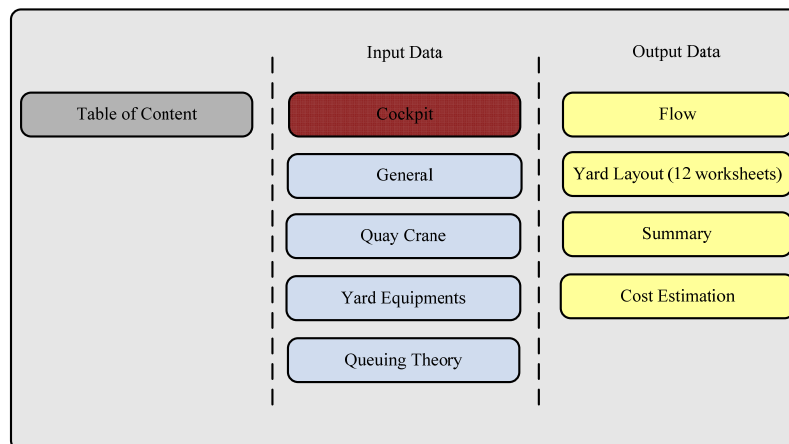 Input Data
Output Data
Table of Content
Cockpit
Flow
General
Yard Layout (12 worksheets)
Quay Crane
Summary
Yard Equipments
Cost Estimation
Queuing Theory